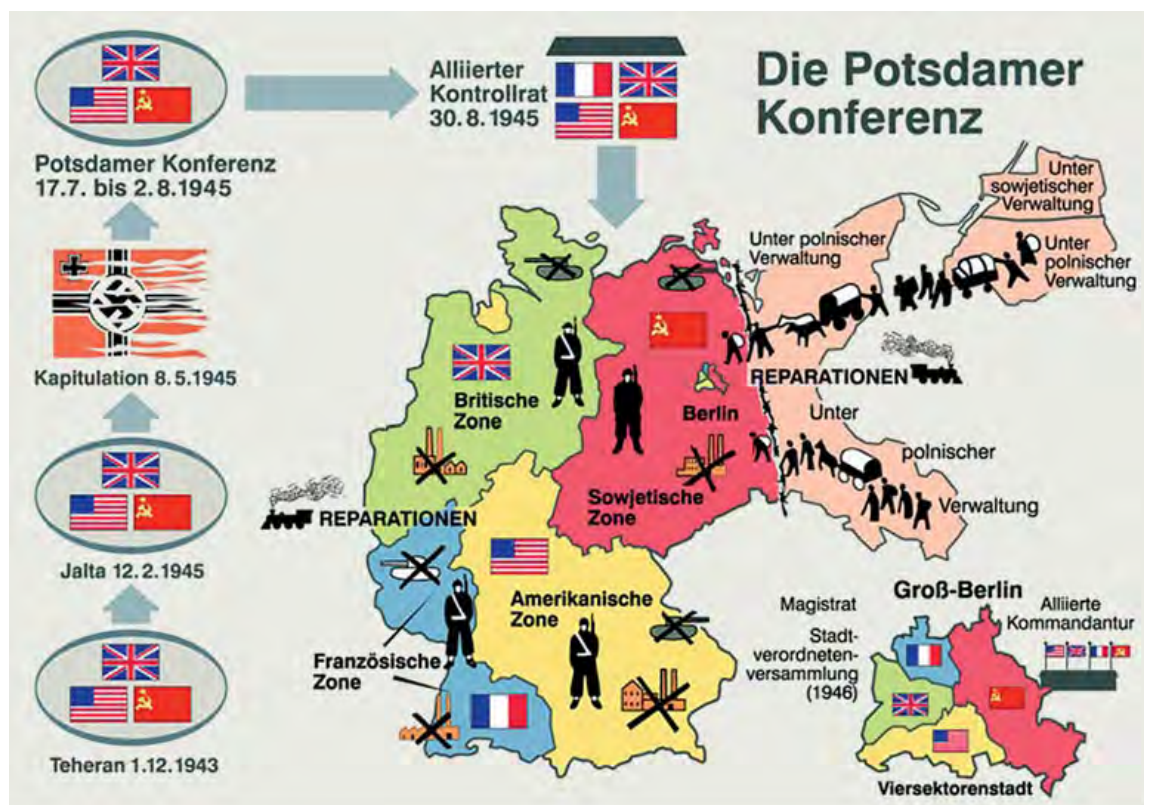 Die Potsdamer
Konferenz
Potsdamer Konferenz
17.7. bis 2.8.1945
Alliierter
Kontrollrat
30.8.1945
Kapitulation 8.5.1945
Jalta 12.2.1945
Teheran 1.12.1943
Unter
sowjetischer
Verwaltung
Unter polnischer
Verwaltung
Unter
polnischer
Verwaltung
Britische
Zone
Berlin
REPARATIONEN
Unter
polnischer
Verwaltung
Sowjetische
Zone
REPARATIONEN
Amerikanische
Zone
Französische
Zone
Groß-Berlin
Magistrat
Stadt-
verordneten-
versammlung
(1946)
Alliierte
Kommandantur
Viersektorenstadt